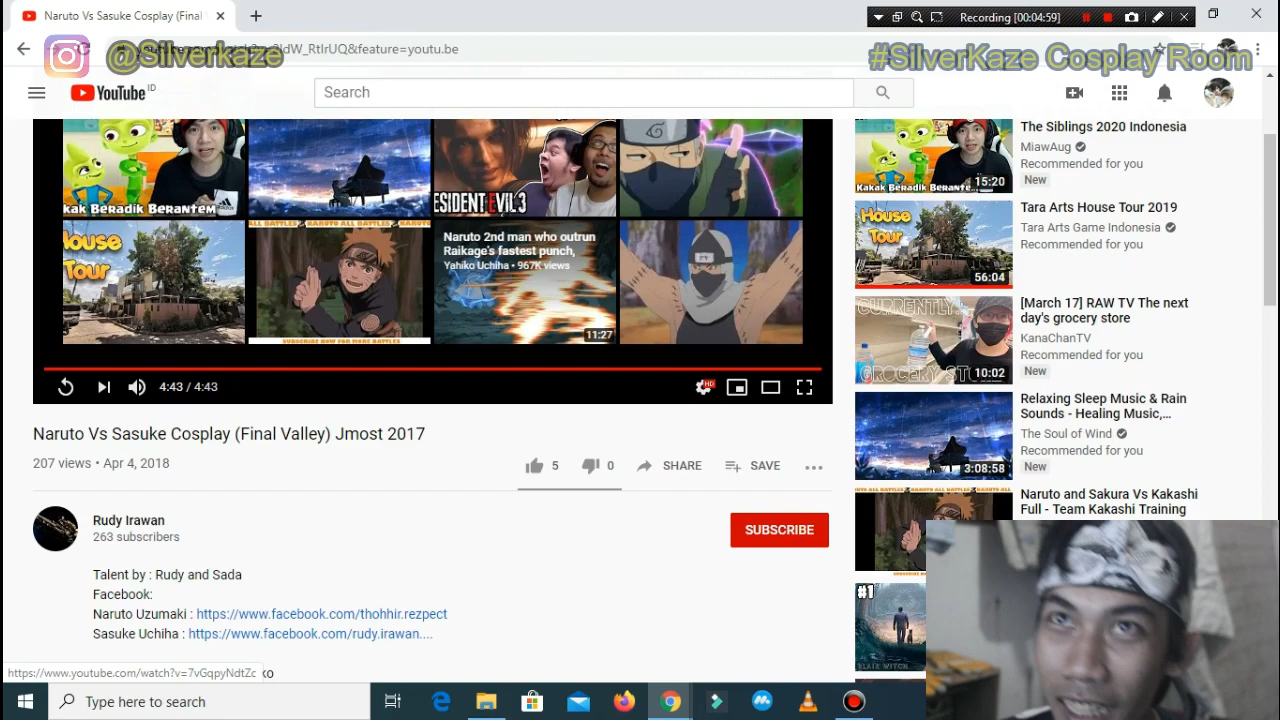 Naruto Vs Sasuke Cosplay (Final V
Recording [00:04:59]
&feature=youtu.be
@Silverkaze
#SilverKaze Cosplay Room
YouTube ID
Search
KAK BERADIK BERANTEM
RESIDENT EVIL 3
ALL BATTLES NARUTO ALL BATTLES
House
Tour
Naruto 2nd man who outrun
Raikage's fastest punch,
Yahiko Uchiha • 967K views
11:27
SUBSCRIBE NOW FOR MORE BATTLES
4:43 / 4:43
HD
Naruto Vs Sasuke Cosplay (Final Valley) Jmost 2017
207 views • Apr 4, 2018
5
0
SHARE
SAVE
Rudy Irawan
263 subscribers
SUBSCRIBE
Talent by : Rudy and Sada
Facebook:
Naruto Uzumaki : https://www.facebook.com/thohhir.rezpect
Sasuke Uchiha : https://www.facebook.com/rudy.irawan....
https://www.youtube.com/watch?v=7vGqpyNdtZc
ko
The Siblings 2020 Indonesia
MiawAug
Recommended for you
New
15:20
House
Tour
56:04
Tara Arts House Tour 2019
Tara Arts Game Indonesia
Recommended for you
CURRENTLY..
GROCERY STO
10:02
[March 17] RAW TV The next
day's grocery store
KanaChanTV
Recommended for you
New
3:08:58
Relaxing Sleep Music & Rain
Sounds - Healing Music,...
The Soul of Wind
Recommended for you
New
Naruto and Sakura Vs Kakashi
Full - Team Kakashi Training
#1
BLAIR WITCH
Type here to search